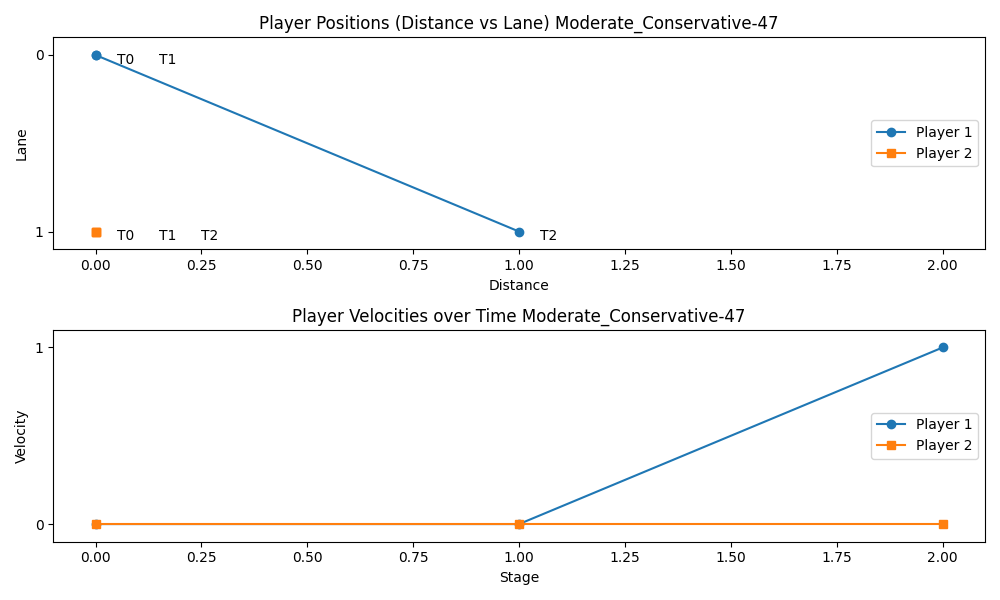 Player Positions (Distance vs Lane) Moderate_Conservative-47
0
T0 T1
Lane
Player 1
Player 2
1
T0 T1 T2
T2
0.00 0.25 0.50 0.75 1.00 1.25 1.50 1.75 2.00
Distance
Player Velocities over Time Moderate_Conservative-47
1
Velocity
Player 1
Player 2
0
0.00 0.25 0.50 0.75 1.00 1.25 1.50 1.75 2.00
Stage